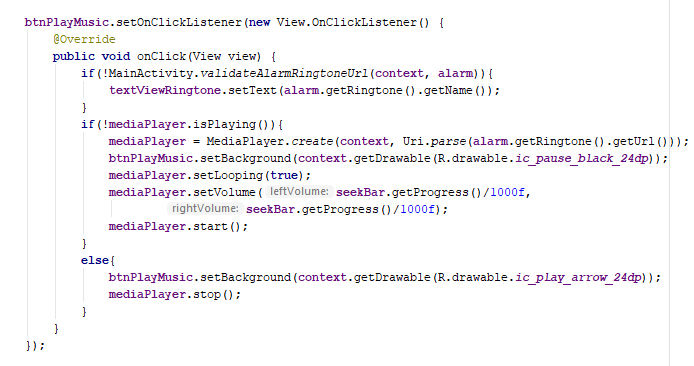 btnPlayMusic.setOnClickListener(new View.OnClickListener() {
    @Override
    public void onClick(View view) {
        if(!MainActivity.validateAlarmRingtoneUrl(context, alarm)){
            textViewRingtone.setText(alarm.getRingtone().getName());
        }
        if(!mediaPlayer.isPlaying()){
            mediaPlayer = MediaPlayer.create(context, Uri.parse(alarm.getRingtone().getUrl()));
            btnPlayMusic.setBackground(context.getDrawable(R.drawable.ic_pause_black_24dp));
            mediaPlayer.setLooping(true);
            mediaPlayer.setVolume( leftVolume: seekBar.getProgress()/1000f,
                    rightVolume: seekBar.getProgress()/1000f);
            mediaPlayer.start();
        }
        else{
            btnPlayMusic.setBackground(context.getDrawable(R.drawable.ic_play_arrow_24dp));
            mediaPlayer.stop();
        }
    }
});